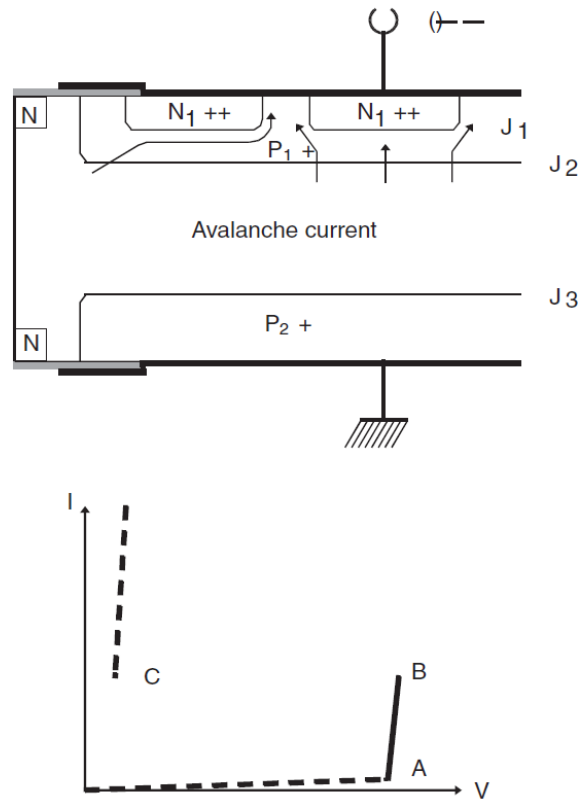 (-)
N
N1 ++
N1 ++
J1
P1 +
J2
Avalanche current
J3
P2 +
N
I
C
B
A
V